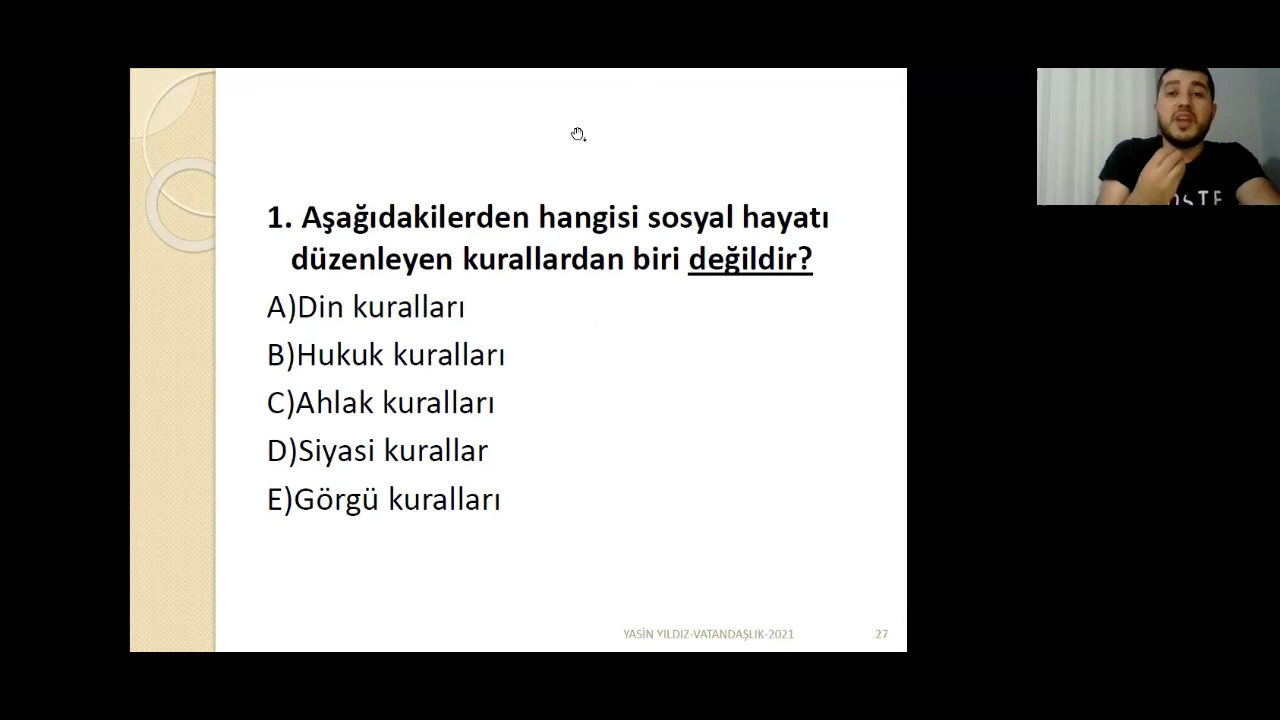 1. Aşağıdakilerden hangisi sosyal hayatı
düzenleyen kurallardan biri değildir?
A)Din kuralları
B)Hukuk kuralları
C)Ahlak kuralları
D)Siyasi kurallar
E)Görgü kuralları
YASİN YILDIZ-VATANDAŞLIK-2021 27